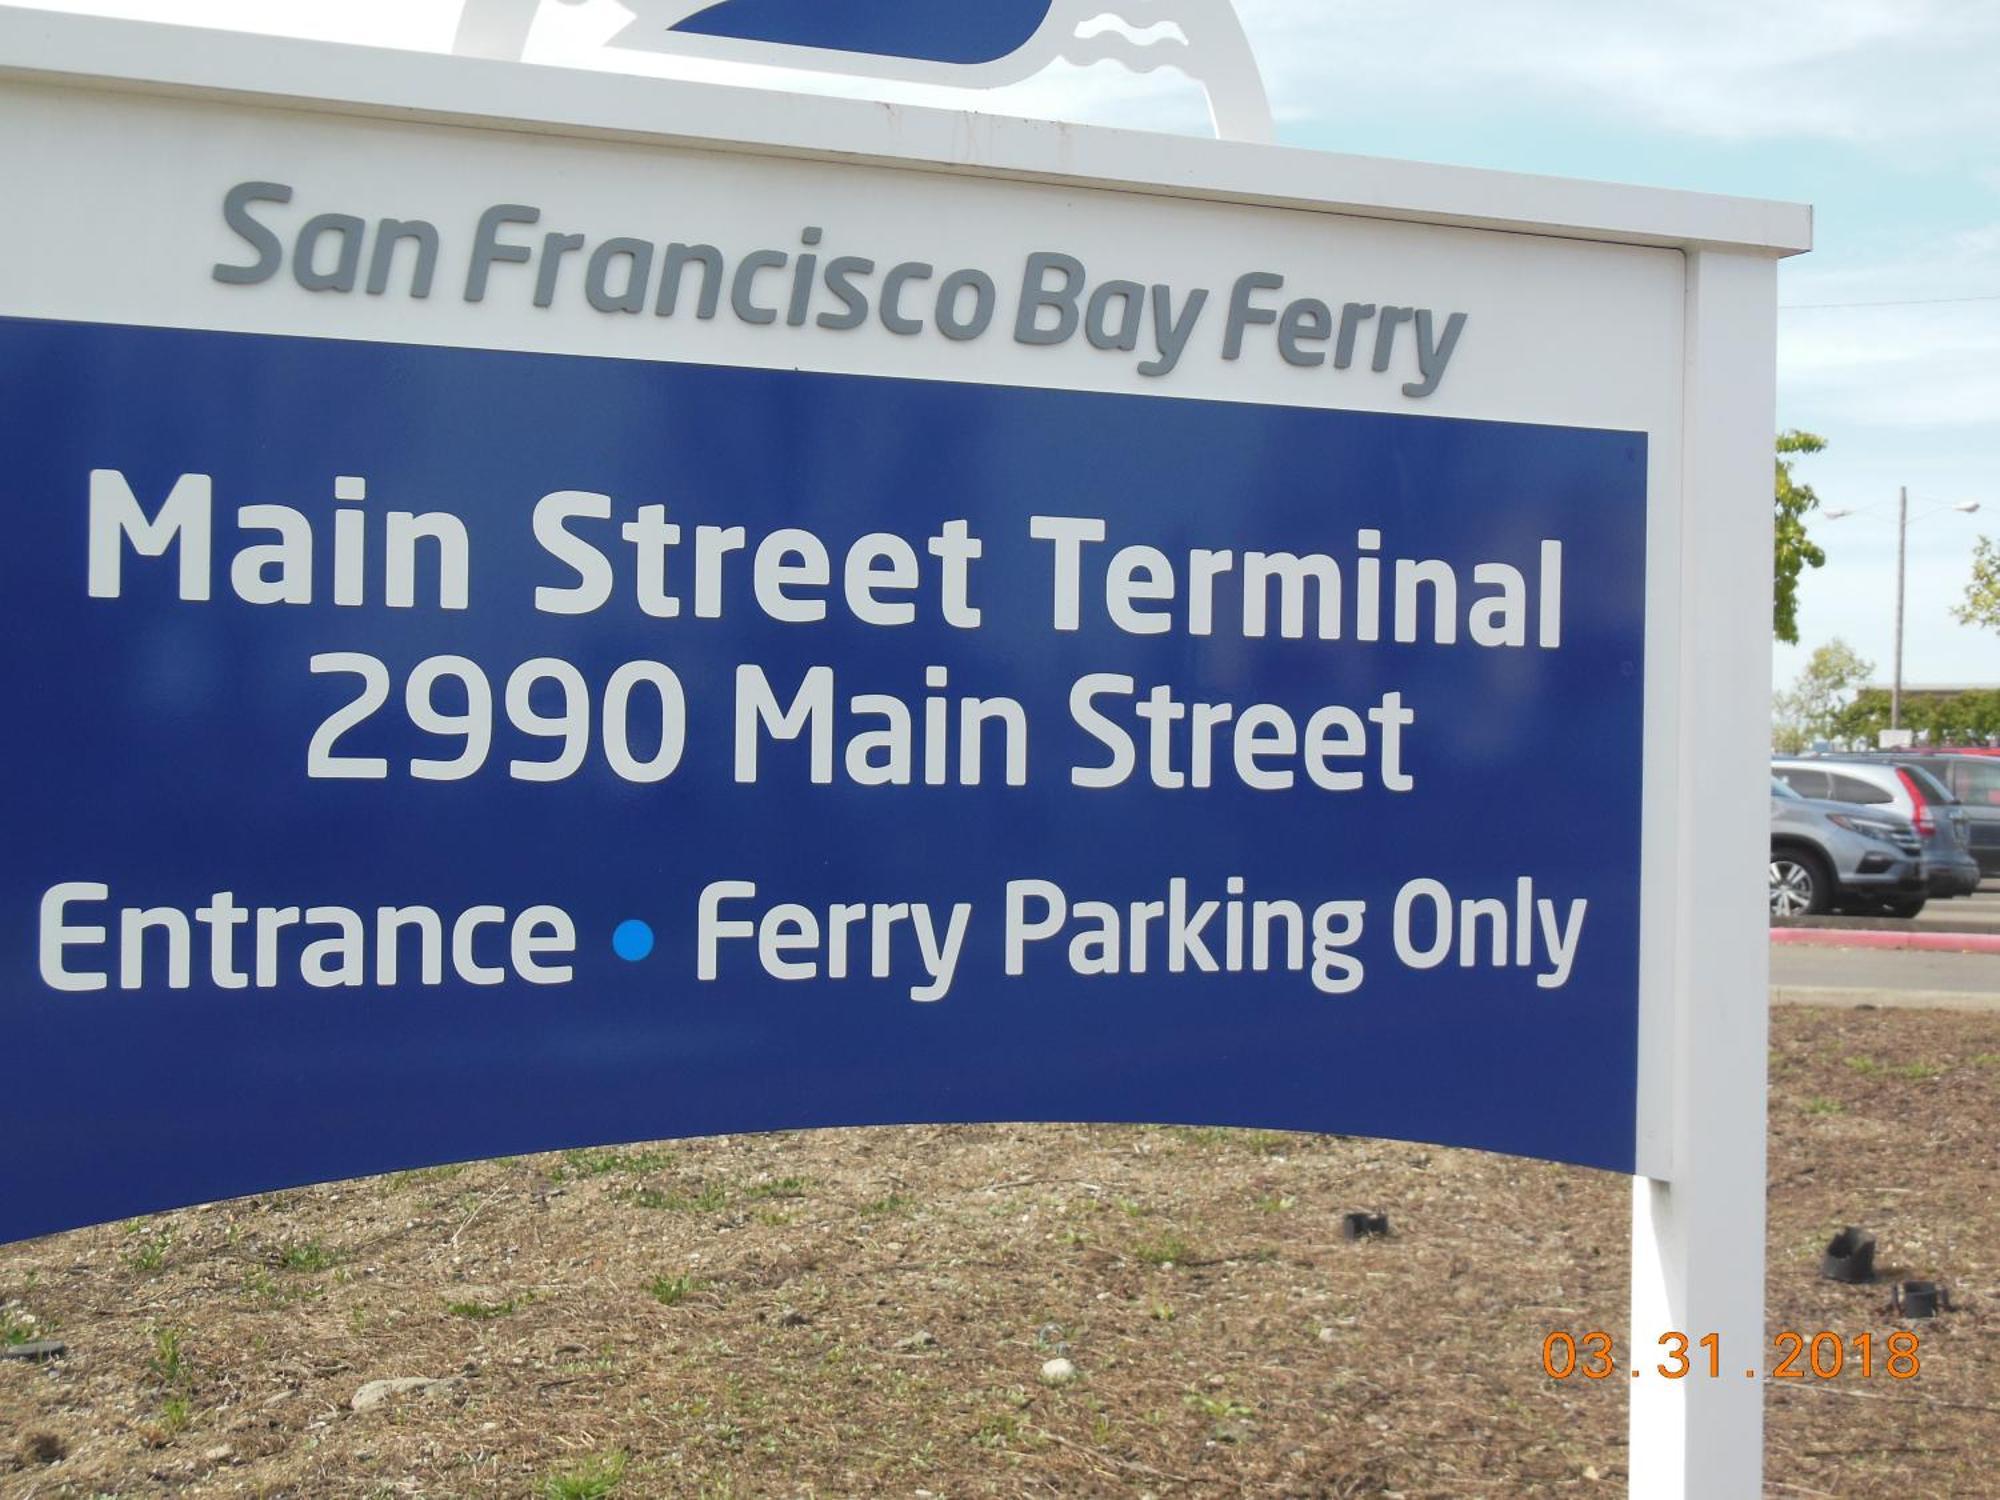 San Francisco Bay Ferry
Main Street Terminal
2990 Main Street
Entrance • Ferry Parking Only
03.31.2018